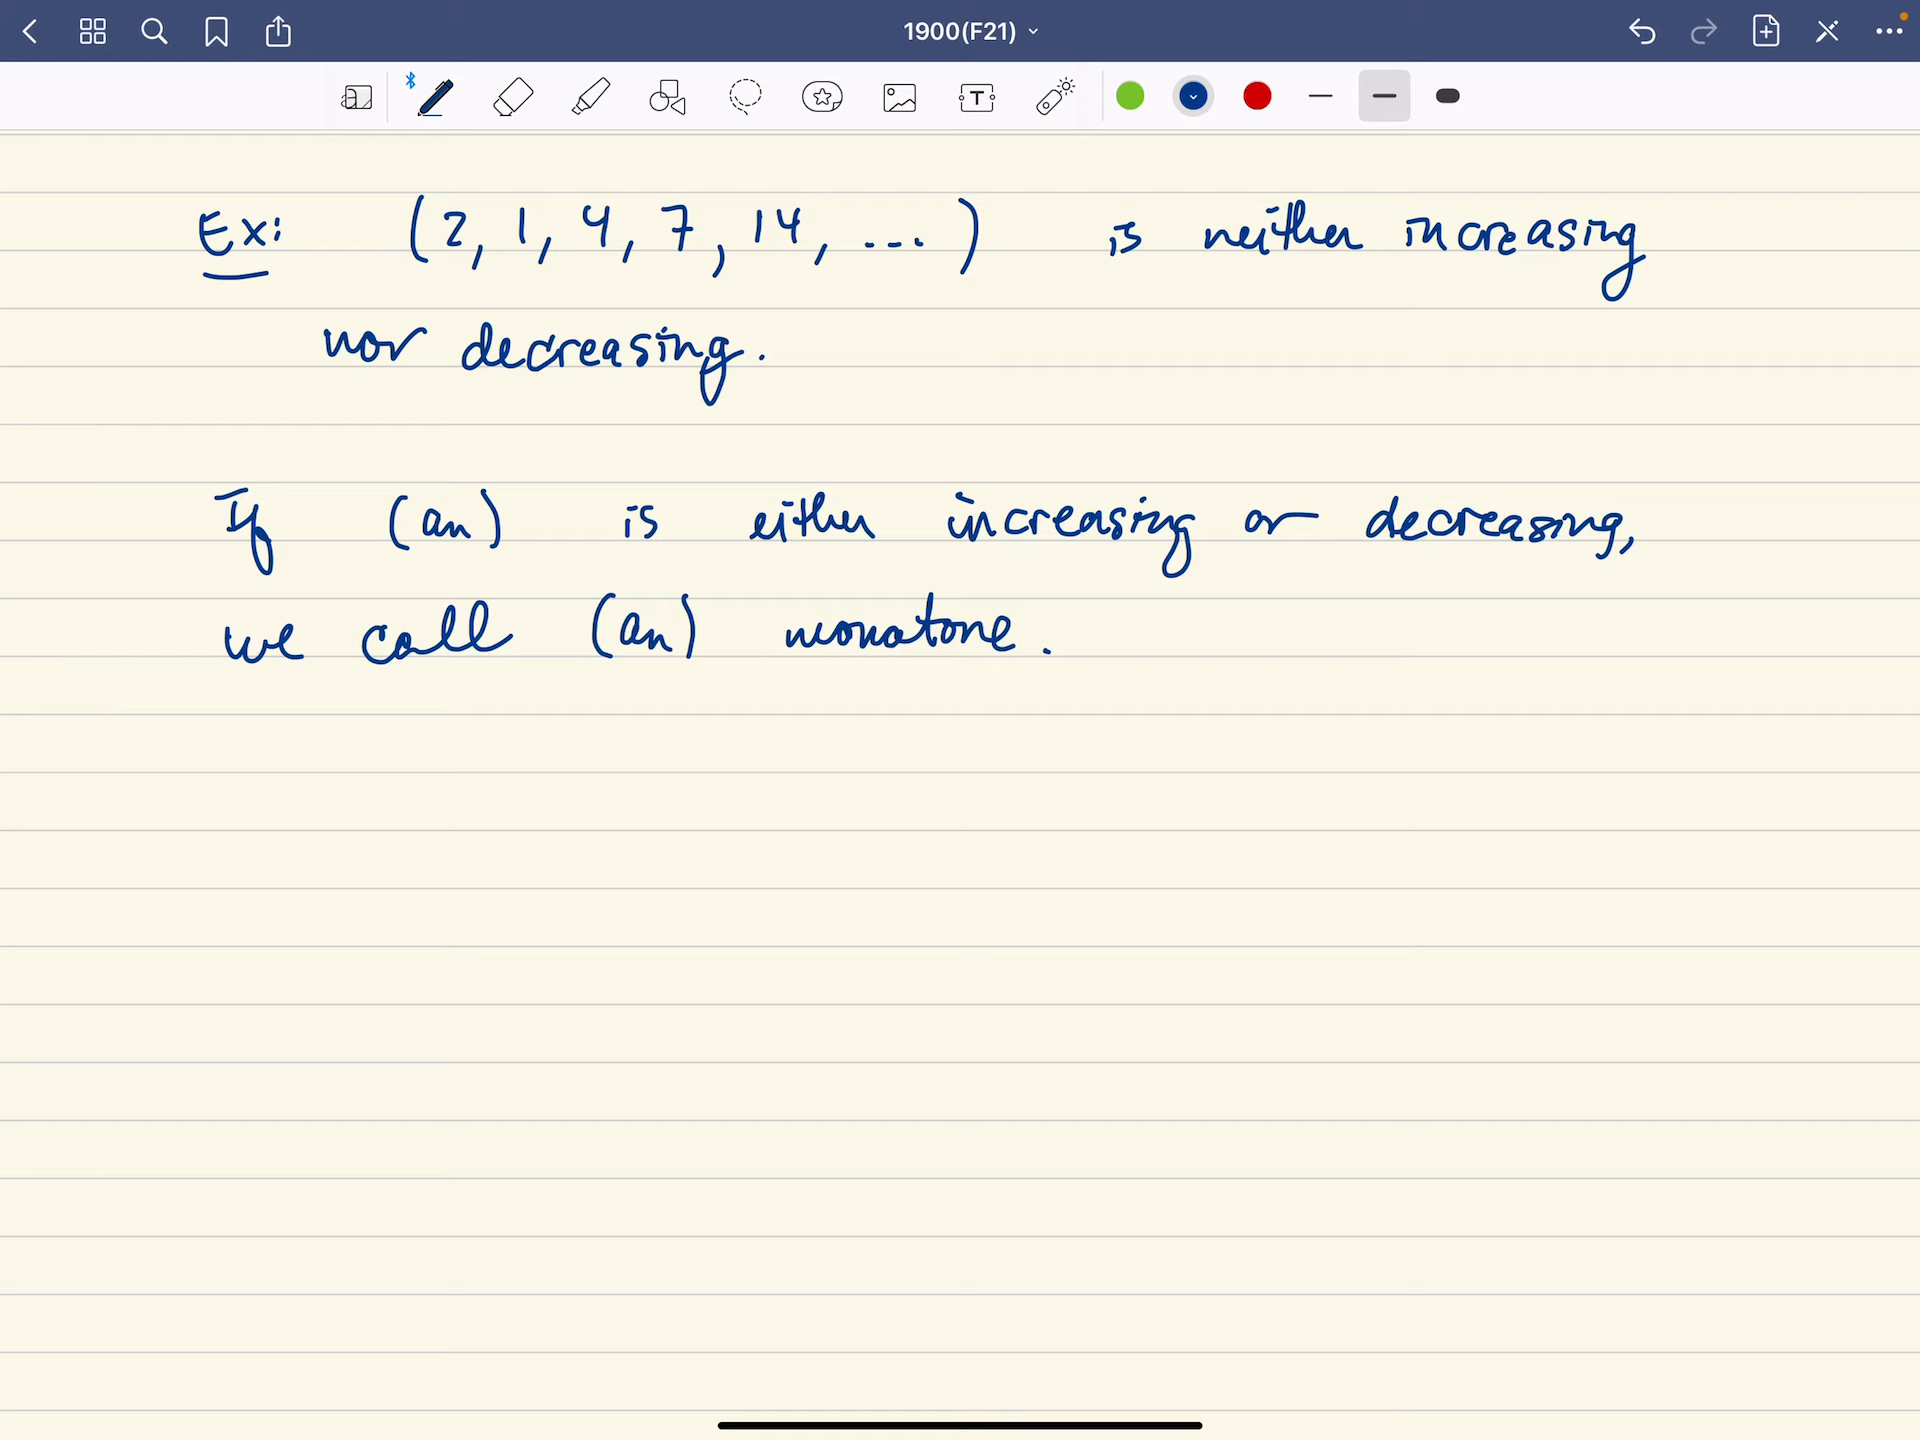 1900(F21)
Ex: (2, 1, 4, 7, 14, ...) is neither increasing
nor decreasing.
If (an) is either increasing or decreasing,
we call (an) monotone.